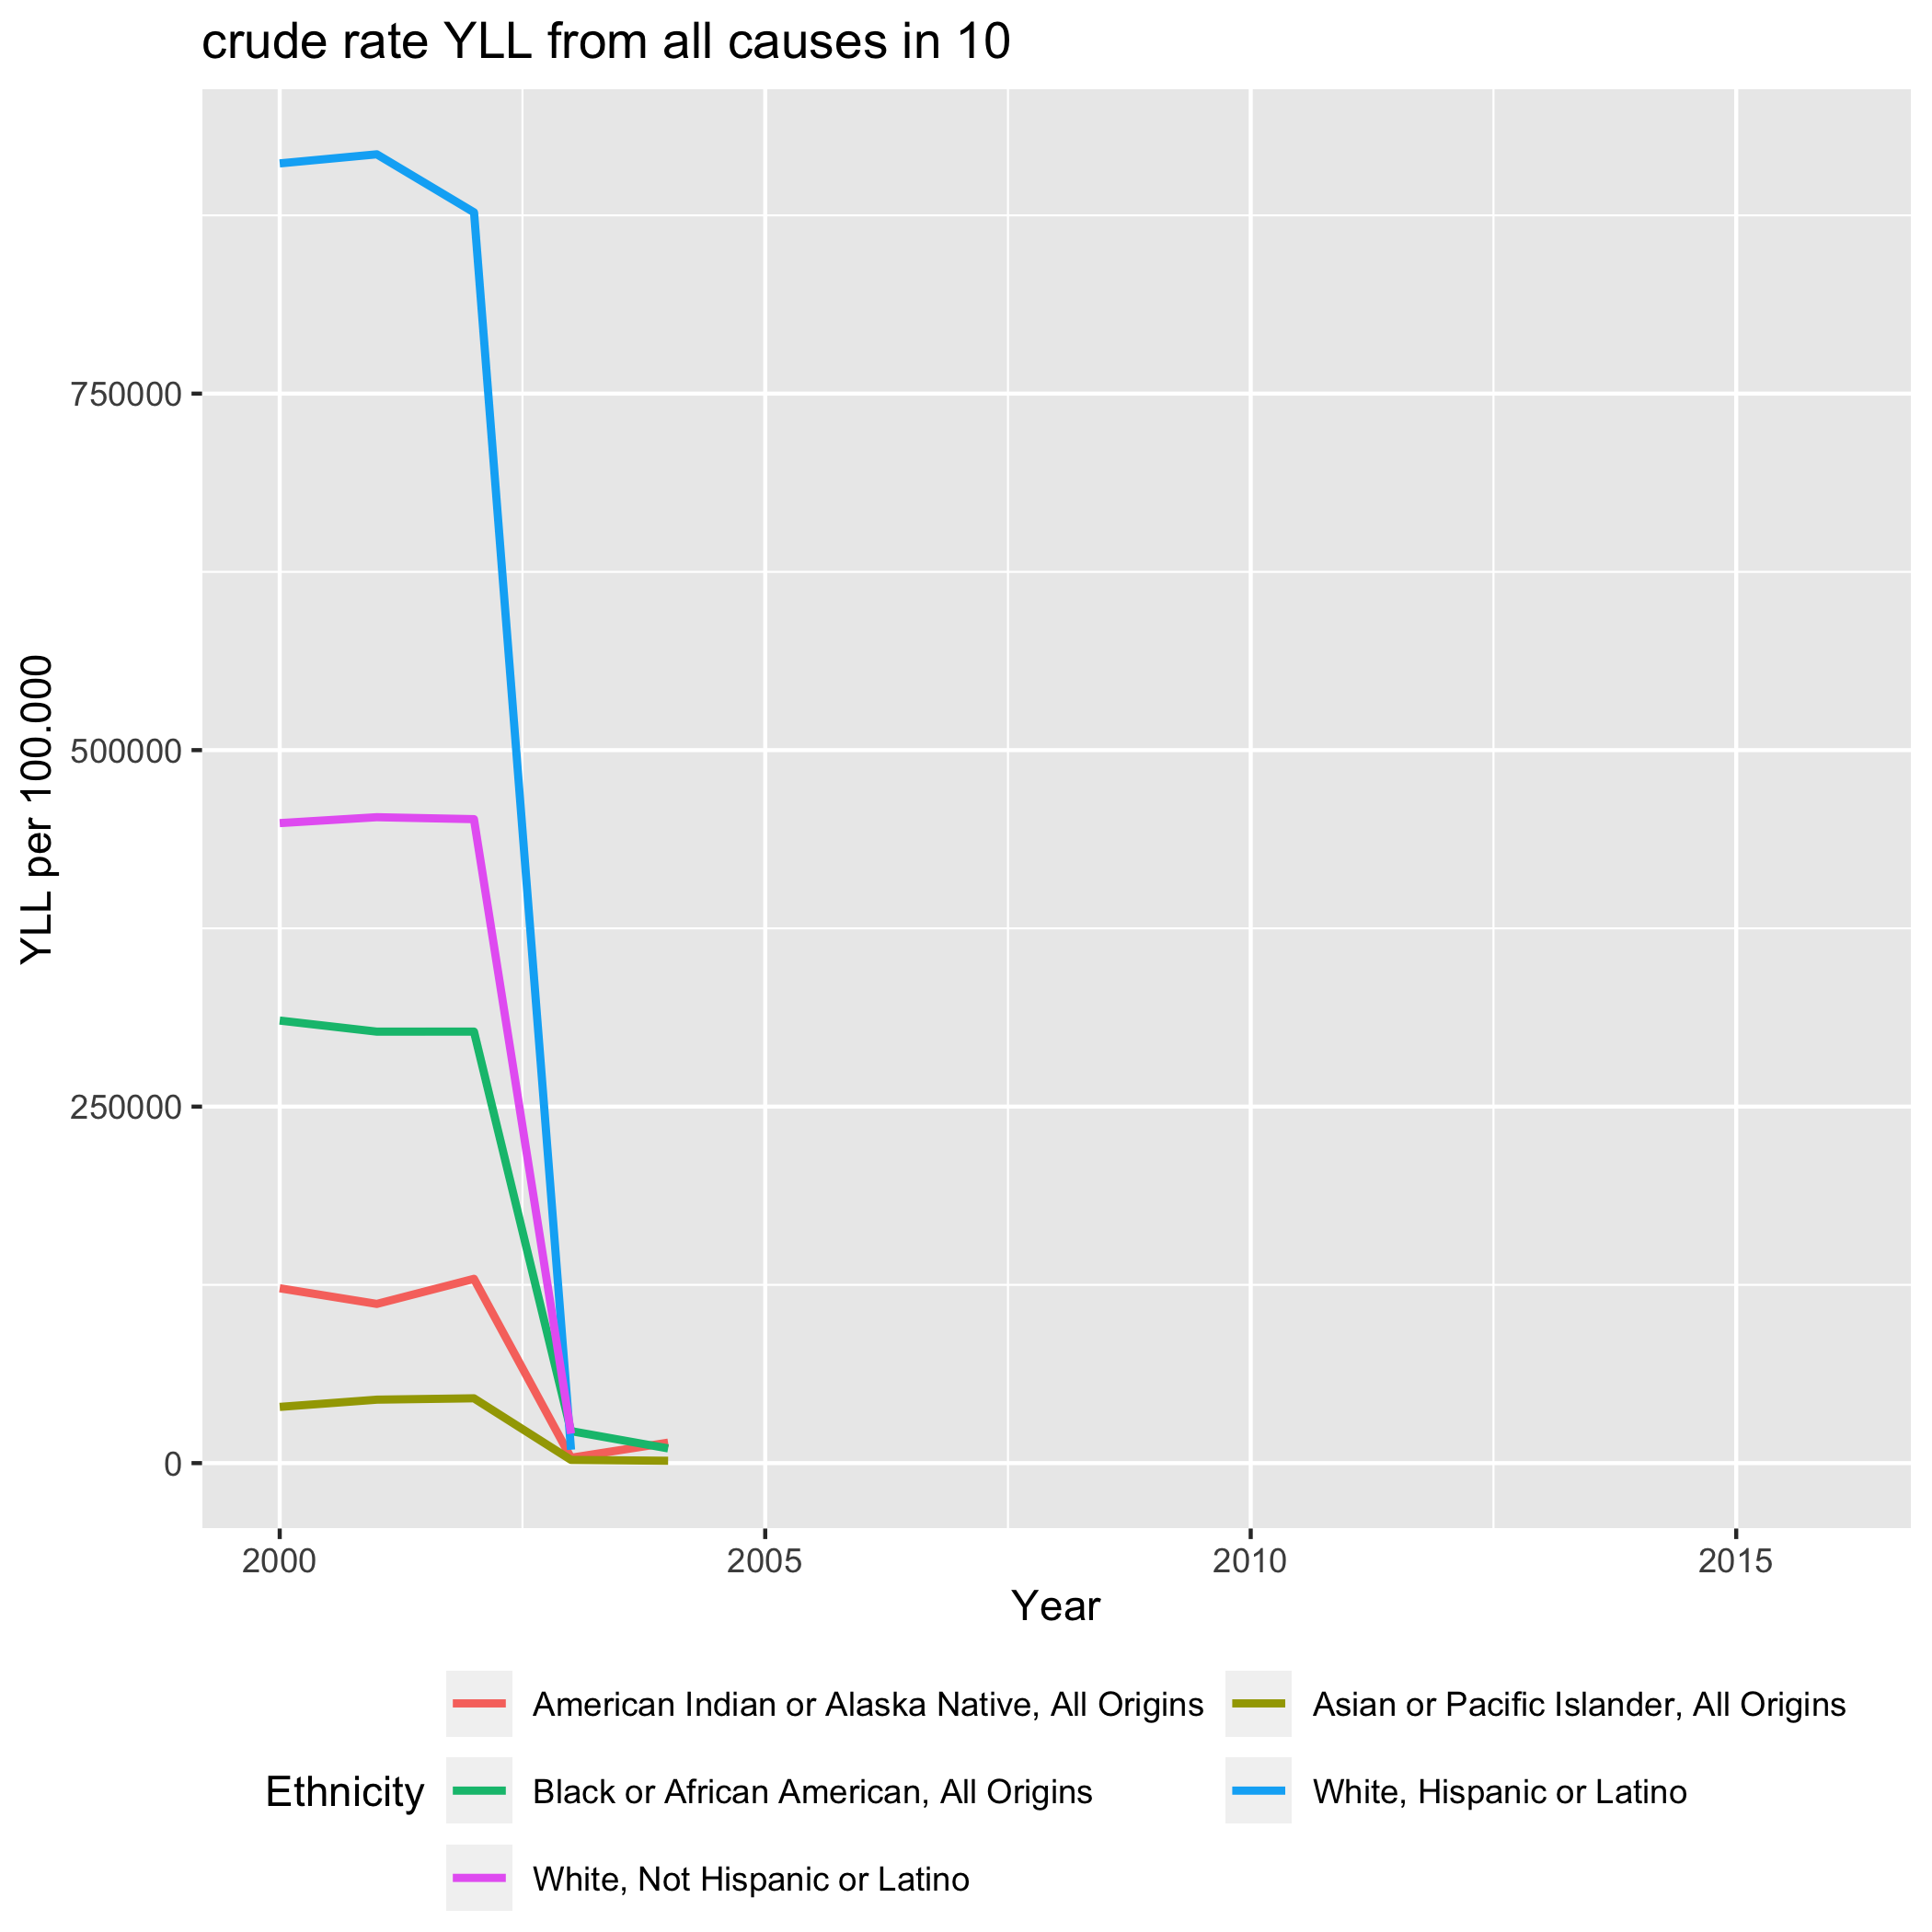 crude rate YLL from all causes in 10
YLL per 100.000
750000
500000
250000
0
2000 2005 2010 2015
Year
Ethnicity
American Indian or Alaska Native, All Origins
Asian or Pacific Islander, All Origins
Black or African American, All Origins
White, Hispanic or Latino
White, Not Hispanic or Latino